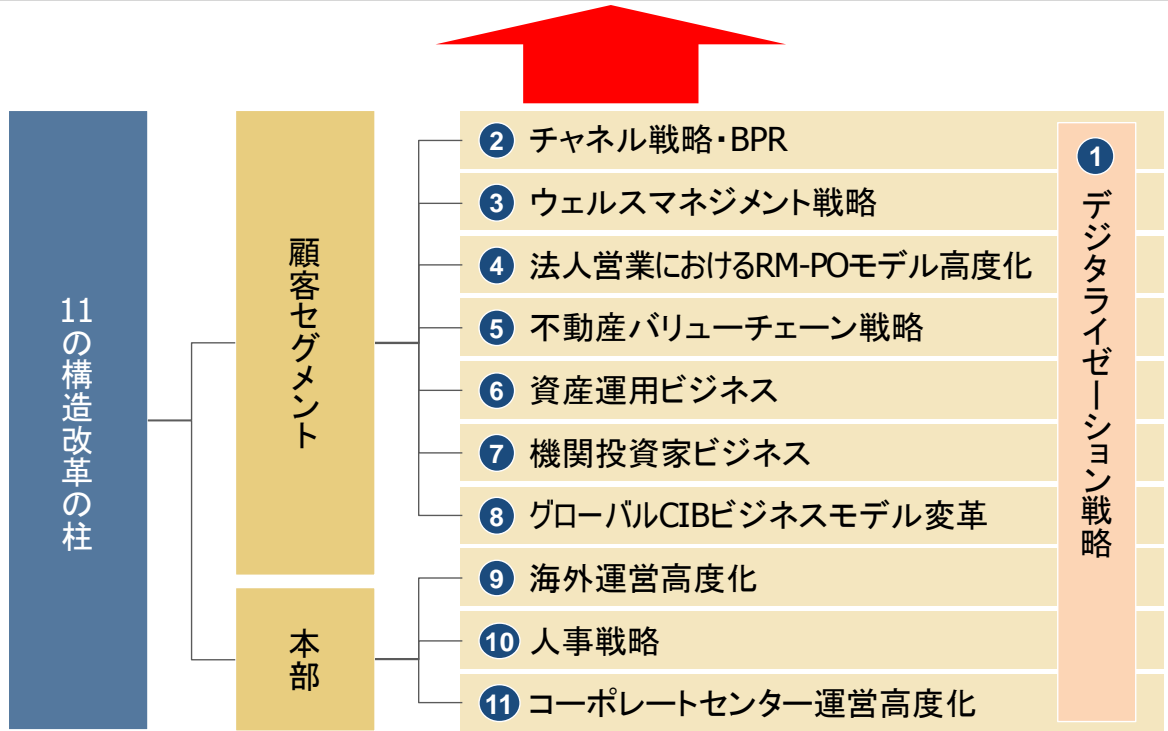 11の構造改革の柱
顧客セグメント
本部
2 チャネル戦略・BPR
3 ウェルスマネジメント戦略
4 法人営業におけるRM-POモデル高度化
5 不動産バリューチェーン戦略
6 資産運用ビジネス
7 機関投資家ビジネス
8 グローバルCIBビジネスモデル変革
9 海外運営高度化
10 人事戦略
11 コーポレートセンター運営高度化
1 デジタライゼーション戦略